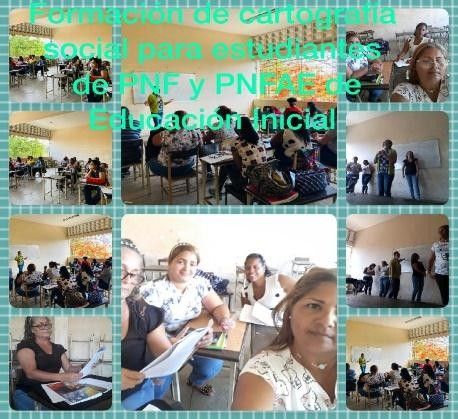 Formación de cartografía
social para estudiantes
de PNF y PNFAE de
Educación Inicial